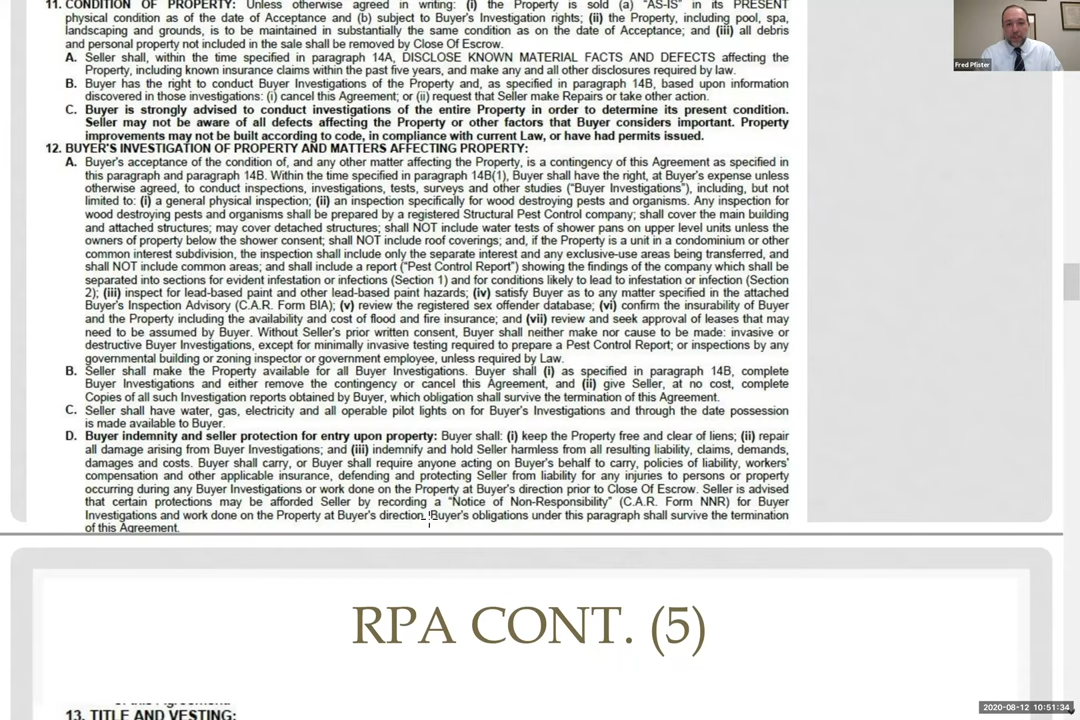 11. CONDITION OF PROPERTY: Unless otherwise agreed in writing: (i) the Property is sold (a) "AS-IS" in its PRESENT
physical condition as of the date of Acceptance and (b) subject to Buyer's Investigation rights; (ii) the Property, including pool, spa,
landscaping and grounds, is to be maintained in substantially the same condition as on the date of Acceptance; and (iii) all debris
and personal property not included in the sale shall be removed by Close Of Escrow.
A. Seller shall, within the time specified in paragraph 14A, DISCLOSE KNOWN MATERIAL FACTS AND DEFECTS affecting the
Property, including known insurance claims within the past five years, and make any and all other disclosures required by law.
B. Buyer has the right to conduct Buyer Investigations of the Property and, as specified in paragraph 14B, based upon information
discovered in those investigations: (i) cancel this Agreement; or (ii) request that Seller make Repairs or take other action.
C. Buyer is strongly advised to conduct investigations of the entire Property in order to determine its present condition.
Seller may not be aware of all defects affecting the Property or other factors that Buyer considers important. Property
improvements may not be built according to code, in compliance with current Law, or have had permits issued.
12. BUYER'S INVESTIGATION OF PROPERTY AND MATTERS AFFECTING PROPERTY:
A. Buyer's acceptance of the condition of, and any other matter affecting the Property, is a contingency of this Agreement as specified in
this paragraph and paragraph 14B. Within the time specified in paragraph 14B(1), Buyer shall have the right, at Buyer's expense unless
otherwise agreed, to conduct inspections, investigations, tests, surveys and other studies ("Buyer Investigations"), including, but not
limited to: (i) a general physical inspection; (ii) an inspection specifically for wood destroying pests and organisms. Any inspection for
wood destroying pests and organisms shall be prepared by a registered Structural Pest Control company; shall cover the main building
and attached structures; may cover detached structures; shall NOT include water tests of shower pans on upper level units unless the
owners of property below the shower consent; shall NOT include roof coverings; and, if the Property is a unit in a condominium or other
common interest subdivision, the inspection shall include only the separate interest and any exclusive-use areas being transferred, and
shall NOT include common areas; and shall include a report ("Pest Control Report") showing the findings of the company which shall be
separated into sections for evident infestation or infections (Section 1) and for conditions likely to lead to infestation or infection (Section
2); (iii) inspect for lead-based paint and other lead-based paint hazards; (iv) satisfy Buyer as to any matter specified in the attached
Buyer's Inspection Advisory (C.A.R. Form BIA); (v) review the registered sex offender database; (vi) confirm the insurability of Buyer
and the Property including the availability and cost of flood and fire insurance; and (vii) review and seek approval of leases that may
need to be assumed by Buyer. Without Seller's prior written consent, Buyer shall neither make nor cause to be made: invasive or
destructive Buyer Investigations, except for minimally invasive testing required to prepare a Pest Control Report; or inspections by any
governmental building or zoning inspector or government employee, unless required by Law.
B. Seller shall make the Property available for all Buyer Investigations. Buyer shall (i) as specified in paragraph 14B, complete
Buyer Investigations and either remove the contingency or cancel this Agreement, and (ii) give Seller, at no cost, complete
Copies of all such Investigation reports obtained by Buyer, which obligation shall survive the termination of this Agreement.
C. Seller shall have water, gas, electricity and all operable pilot lights on for Buyer's Investigations and through the date possession
is made available to Buyer.
D. Buyer indemnity and seller protection for entry upon property: Buyer shall: (i) keep the Property free and clear of liens; (ii) repair
all damage arising from Buyer Investigations; and (iii) indemnify and hold Seller harmless from all resulting liability, claims, demands,
damages and costs. Buyer shall carry, or Buyer shall require anyone acting on Buyer's behalf to carry, policies of liability, workers'
compensation and other applicable insurance, defending and protecting Seller from liability for any injuries to persons or property
occurring during any Buyer Investigations or work done on the Property at Buyer's direction prior to Close Of Escrow. Seller is advised
that certain protections may be afforded Seller by recording a "Notice of Non-Responsibility" (C.A.R. Form NNR) for Buyer
Investigations and work done on the Property at Buyer's direction. Buyer's obligations under this paragraph shall survive the termination
of this Agreement.
Fred Pfister
RPA CONT. (5)
13. TITLE AND VESTING:
2020-08-12 10:51:34